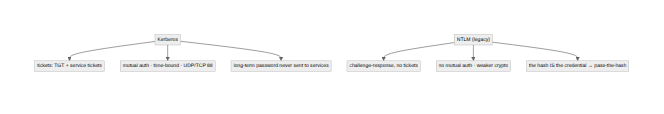 Kerberos
NTLM (legacy)
tickets: TGT + service tickets
mutual auth · time-bound · UDP/TCP 88
long-term password never sent to services
challenge-response, no tickets
no mutual auth · weaker crypto
the hash IS the credential → pass-the-hash